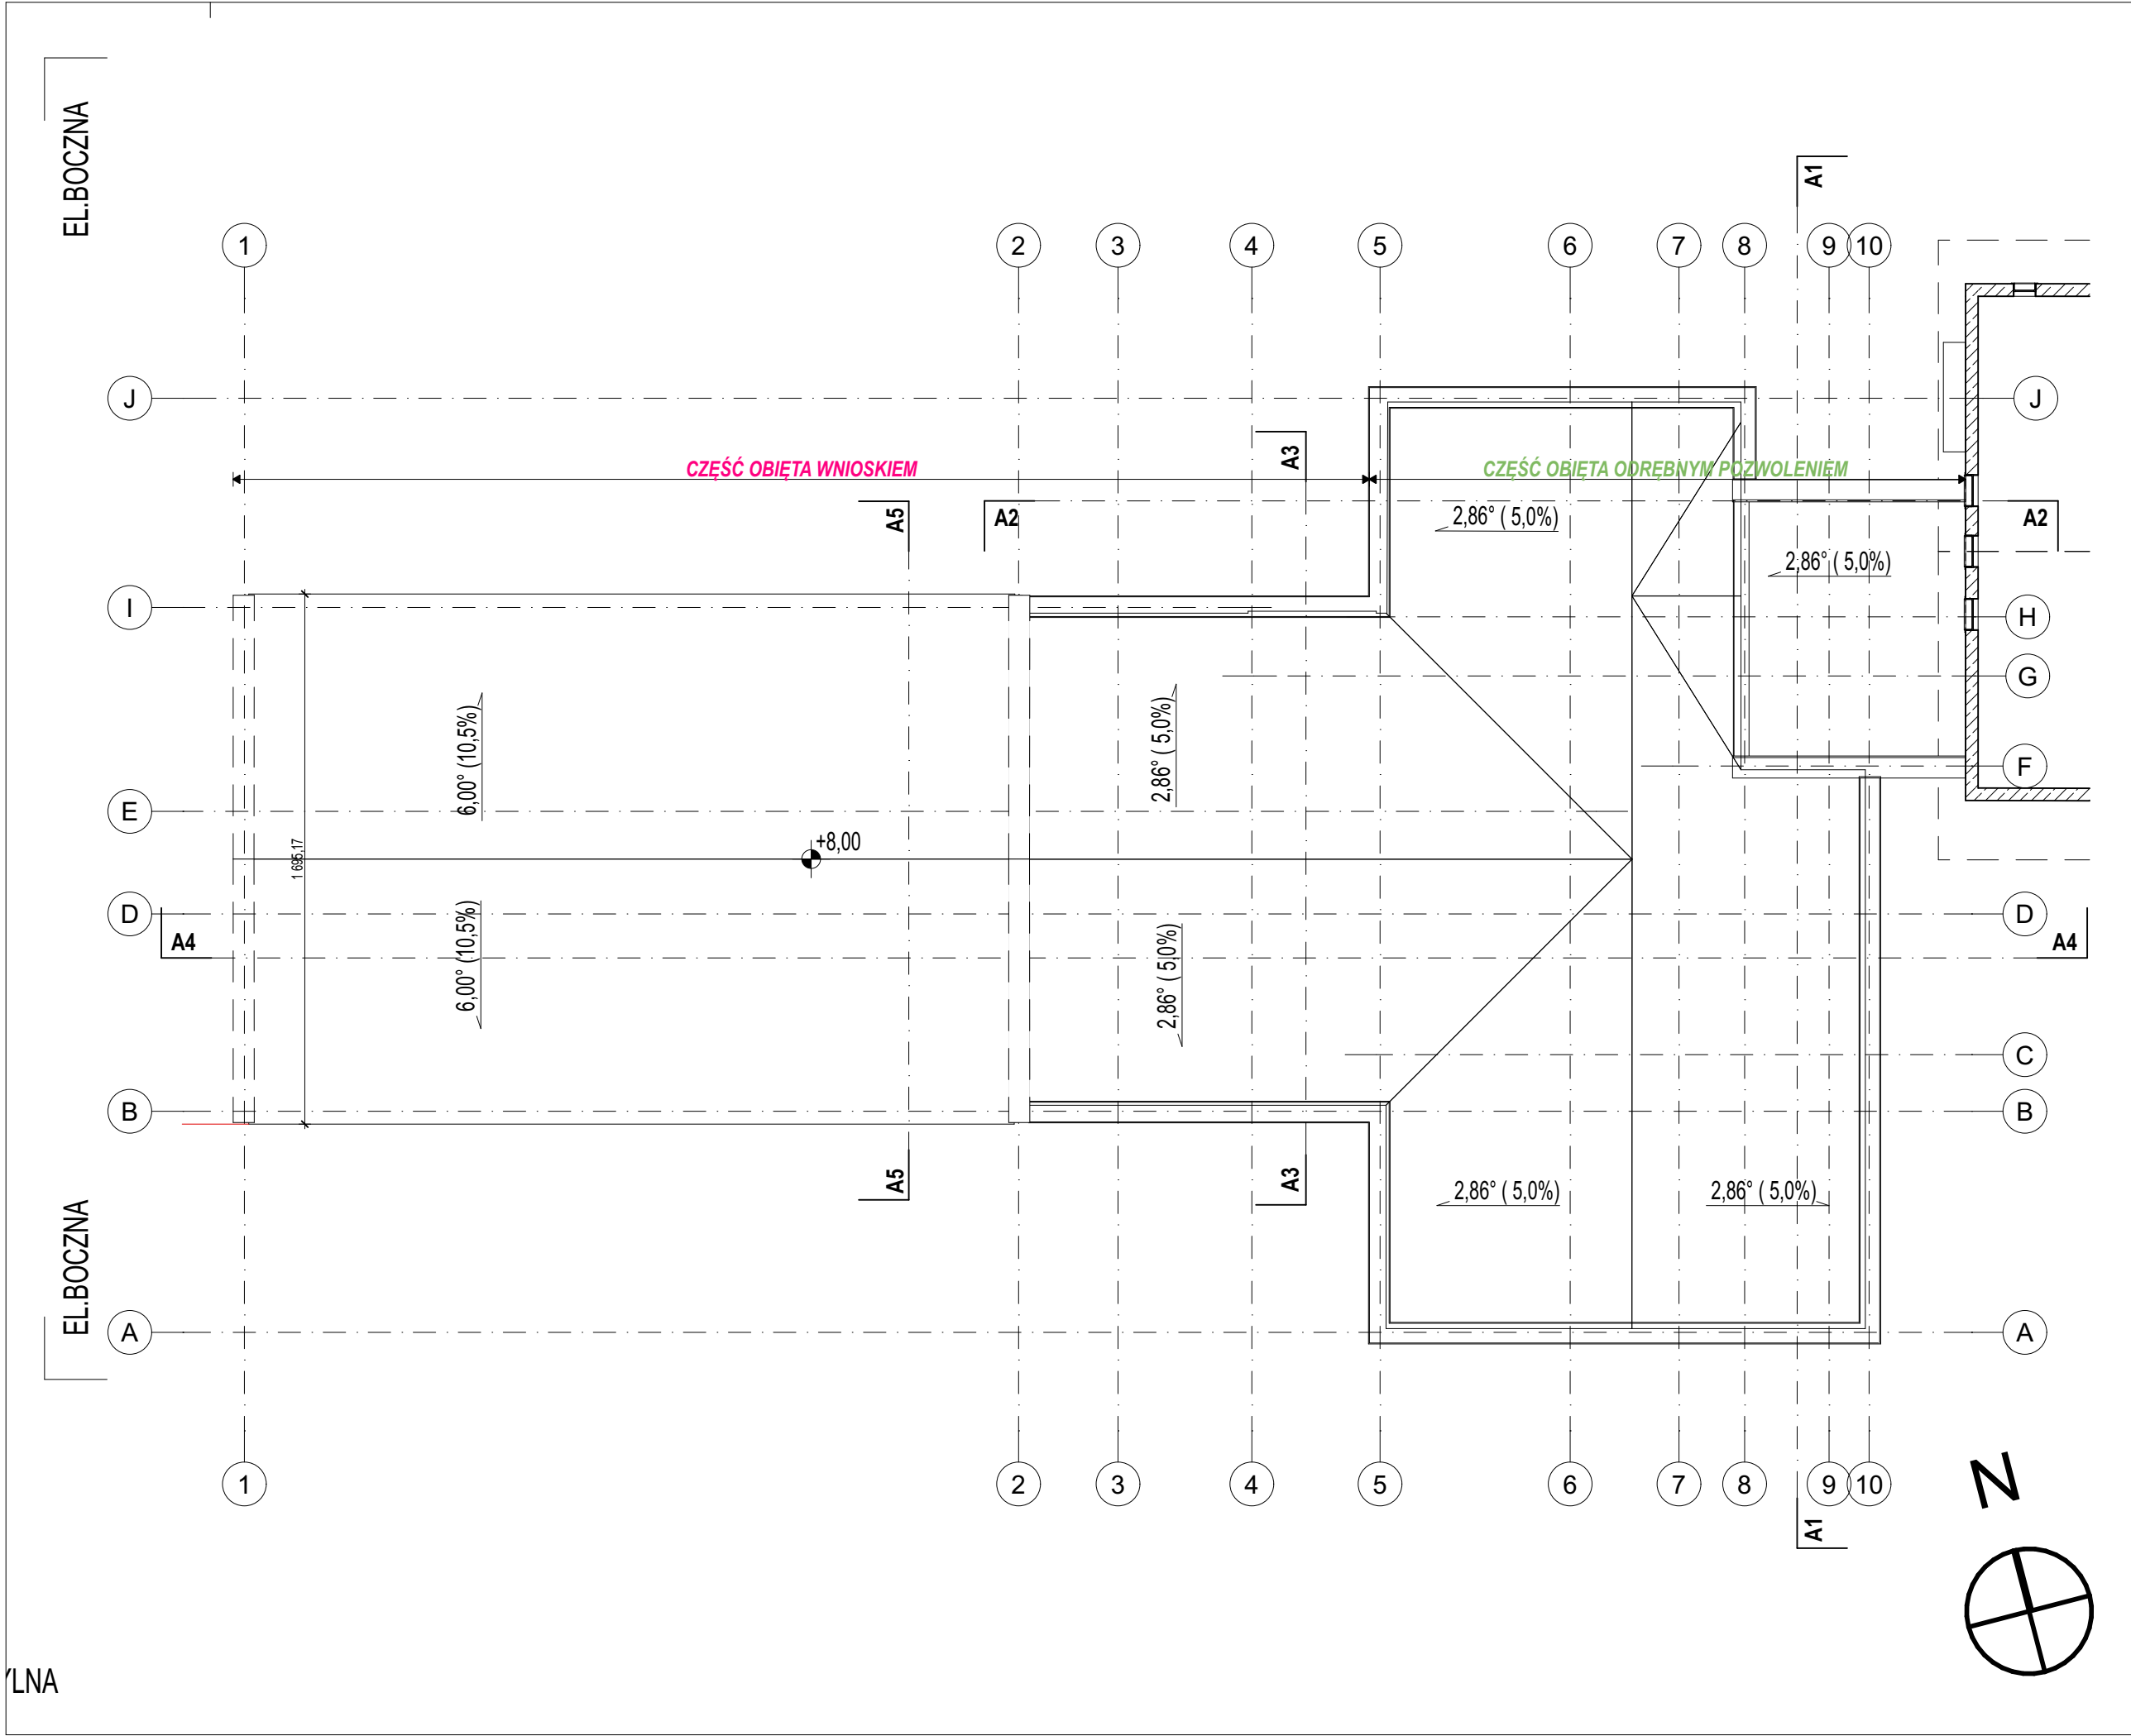 EL.BOCZNA
A1
1
2
3
4
5
6
7
8
9
10
J
J
CZĘŚĆ OBIĘTA WNIOSKIEM
A3
CZĘŚĆ OBIĘTA ODRĘBNYM POZWOLENIEM
A5
A2
2,86° ( 5,0%)
A2
2,86° ( 5,0%)
I
H
G
6,00° (10,5%)
2,86° ( 5,0%)
F
E
+8,00
1 695,17
D
D
A4
6,00° (10,5%)
2,86° ( 5,0%)
A4
C
B
B
A5
A3
2,86° ( 5,0%)
2,86° ( 5,0%)
EL.BOCZNA
A
A
1
2
3
4
5
6
7
8
9
10
N
A1
YLNA